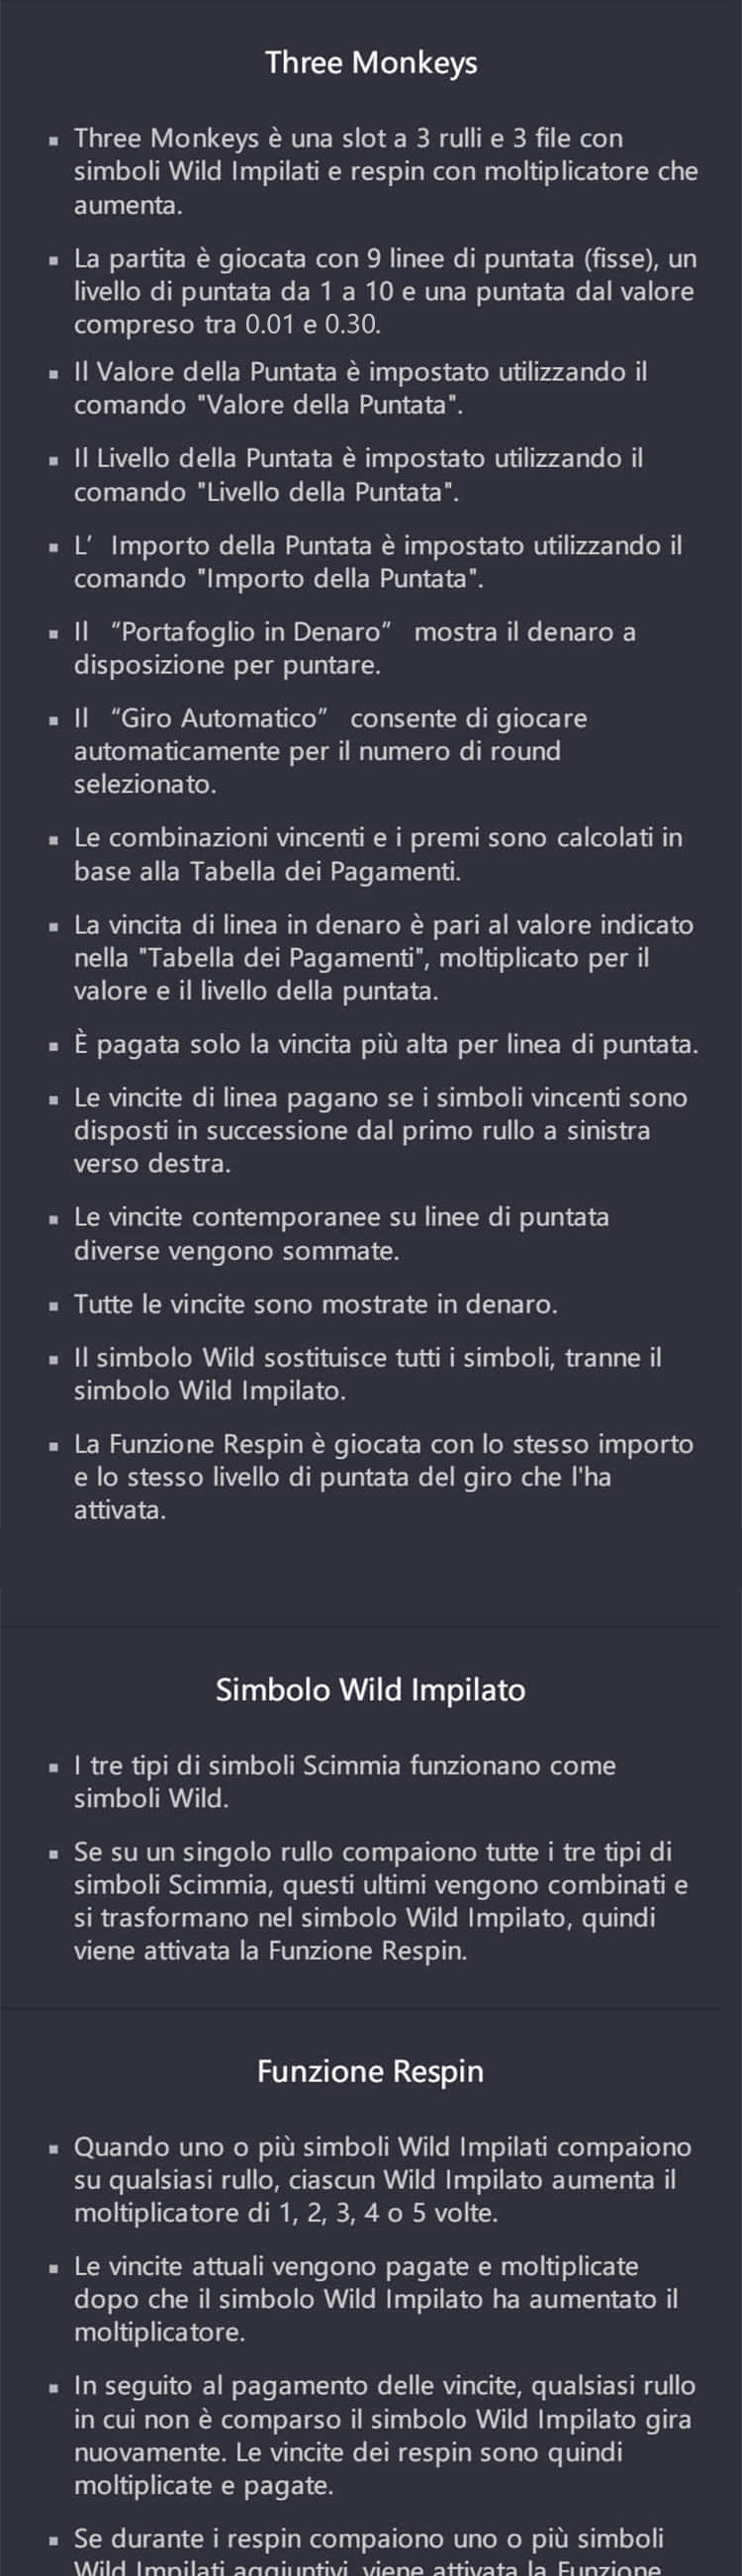 Three Monkeys
▪ Three Monkeys è una slot a 3 rulli e 3 file con
simboli Wild Impilati e respin con moltiplicatore che
aumenta.
▪ La partita è giocata con 9 linee di puntata (fisse), un
livello di puntata da 1 a 10 e una puntata dal valore
compreso tra 0.01 e 0.30.
▪ Il Valore della Puntata è impostato utilizzando il
comando "Valore della Puntata".
▪ Il Livello della Puntata è impostato utilizzando il
comando "Livello della Puntata".
▪ L’ Importo della Puntata è impostato utilizzando il
comando "Importo della Puntata".
▪ Il “Portafoglio in Denaro” mostra il denaro a
disposizione per puntare.
▪ Il “Giro Automatico” consente di giocare
automaticamente per il numero di round
selezionato.
▪ Le combinazioni vincenti e i premi sono calcolati in
base alla Tabella dei Pagamenti.
▪ La vincita di linea in denaro è pari al valore indicato
nella "Tabella dei Pagamenti", moltiplicato per il
valore e il livello della puntata.
▪ È pagata solo la vincita più alta per linea di puntata.
▪ Le vincite di linea pagano se i simboli vincenti sono
disposti in successione dal primo rullo a sinistra
verso destra.
▪ Le vincite contemporanee su linee di puntata
diverse vengono sommate.
▪ Tutte le vincite sono mostrate in denaro.
▪ Il simbolo Wild sostituisce tutti i simboli, tranne il
simbolo Wild Impilato.
▪ La Funzione Respin è giocata con lo stesso importo
e lo stesso livello di puntata del giro che l'ha
attivata.
Simbolo Wild Impilato
▪ I tre tipi di simboli Scimmia funzionano come
simboli Wild.
▪ Se su un singolo rullo compaiono tutte i tre tipi di
simboli Scimmia, questi ultimi vengono combinati e
si trasformano nel simbolo Wild Impilato, quindi
viene attivata la Funzione Respin.
Funzione Respin
▪ Quando uno o più simboli Wild Impilati compaiono
su qualsiasi rullo, ciascun Wild Impilato aumenta il
moltiplicatore di 1, 2, 3, 4 o 5 volte.
▪ Le vincite attuali vengono pagate e moltiplicate
dopo che il simbolo Wild Impilato ha aumentato il
moltiplicatore.
▪ In seguito al pagamento delle vincite, qualsiasi rullo
in cui non è comparso il simbolo Wild Impilato gira
nuovamente. Le vincite dei respin sono quindi
moltiplicate e pagate.
▪ Se durante i respin compaiono uno o più simboli
Wild Impilati aggiuntivi, viene attivata la Funzione